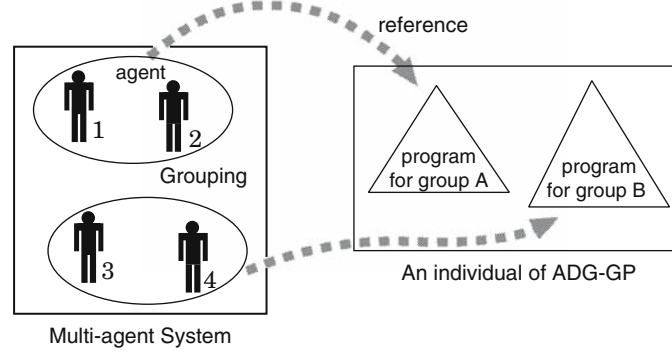 reference
agent
1
2
Grouping
3
4
program
for group A
program
for group B
An individual of ADG-GP
Multi-agent System